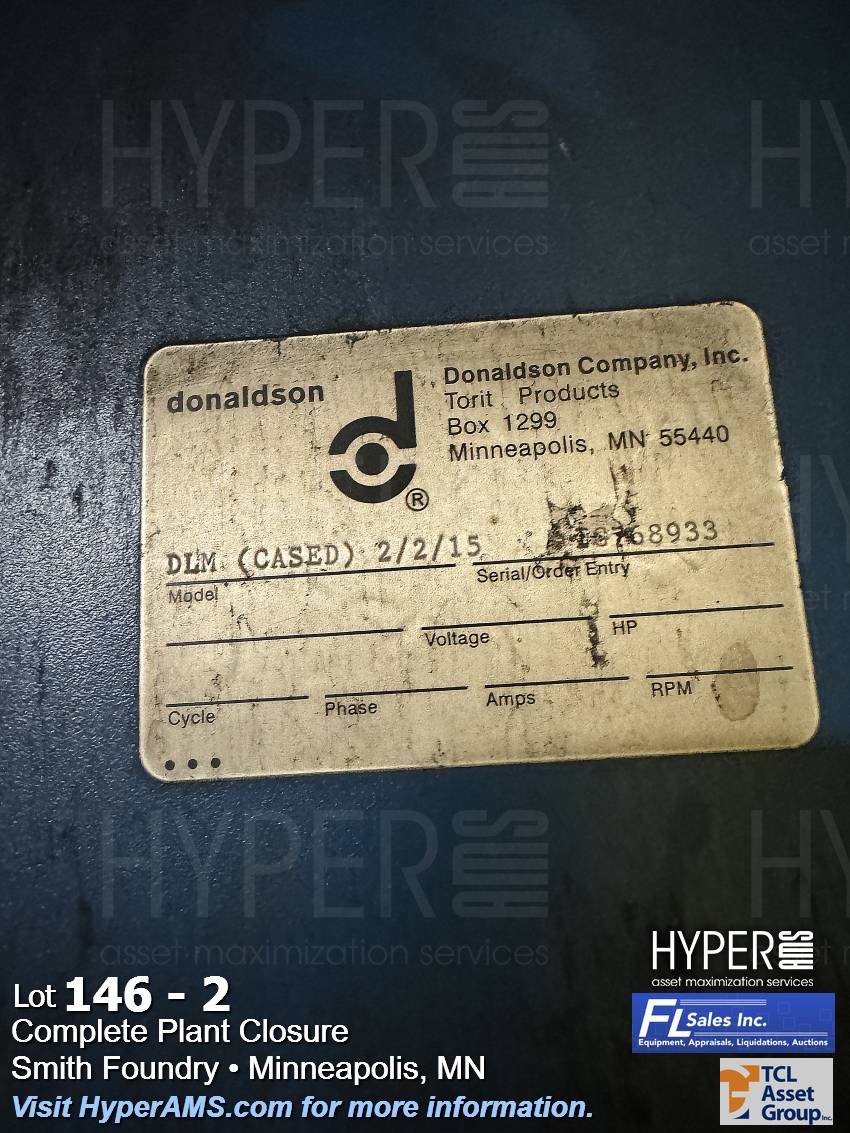 HYPER AMS
asset maximization services
donaldson
®
Donaldson Company, Inc.
Torit Products
Box 1299
Minneapolis, MN 55440
DLM (CASED) 2/2/15
Model
Serial/Order Entry
Voltage
HP
Cycle
Phase
Amps
RPM
HYPER AMS
asset maximization services
HYPER AMS
asset maximization services
FL Sales Inc.
Equipment, Appraisals, Liquidations, Auctions
TCL
Asset
Group Inc.
Lot 146 - 2
Complete Plant Closure
Smith Foundry • Minneapolis, MN
Visit HyperAMS.com for more information.